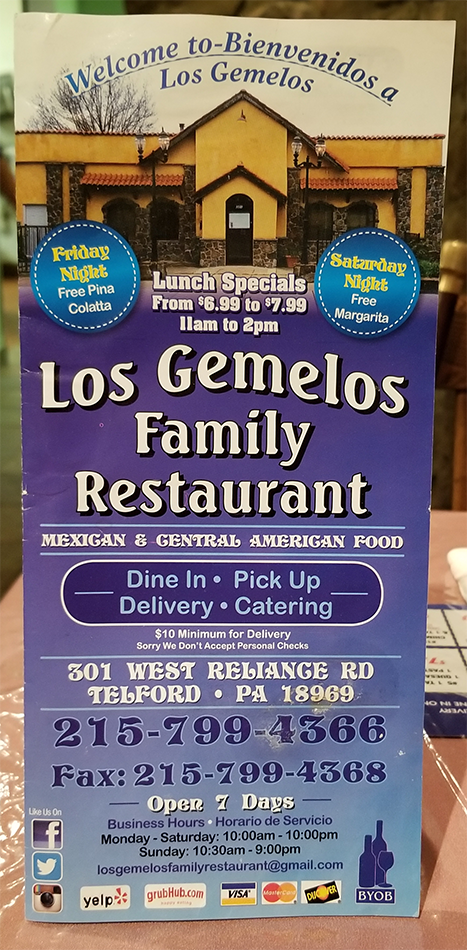 Welcome to-Bienvenidos a
Los Gemelos
Friday
Night
Free Pina
Colatta
Lunch Specials
From $6.99 to $7.99
11am to 2pm
Saturday
Night
Free
Margarita
Los Gemelos
Family
Restaurant
MEXICAN & CENTRAL AMERICAN FOOD
Dine In • Pick Up
Delivery • Catering
$10 Minimum for Delivery
Sorry We Don't Accept Personal Checks
301 WEST RELIANCE RD
TELFORD • PA 18969
215-799-4366
Fax: 215-799-4368
Open 7 Days
Business Hours • Horario de Servicio
Monday - Saturday: 10:00am - 10:00pm
Sunday: 10:30am - 9:00pm
losgemelosfamilyrestaurant@gmail.com
Like Us On
yelp
grubHub.com
VISA
MasterCard
DISCOVER
BYOB